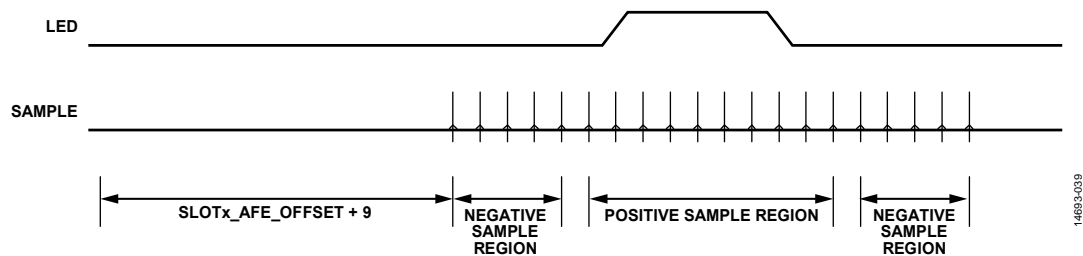 LED
SAMPLE
SLOTx_AFE_OFFSET + 9
NEGATIVE
SAMPLE
REGION
POSITIVE SAMPLE REGION
NEGATIVE
SAMPLE
REGION
14693-039